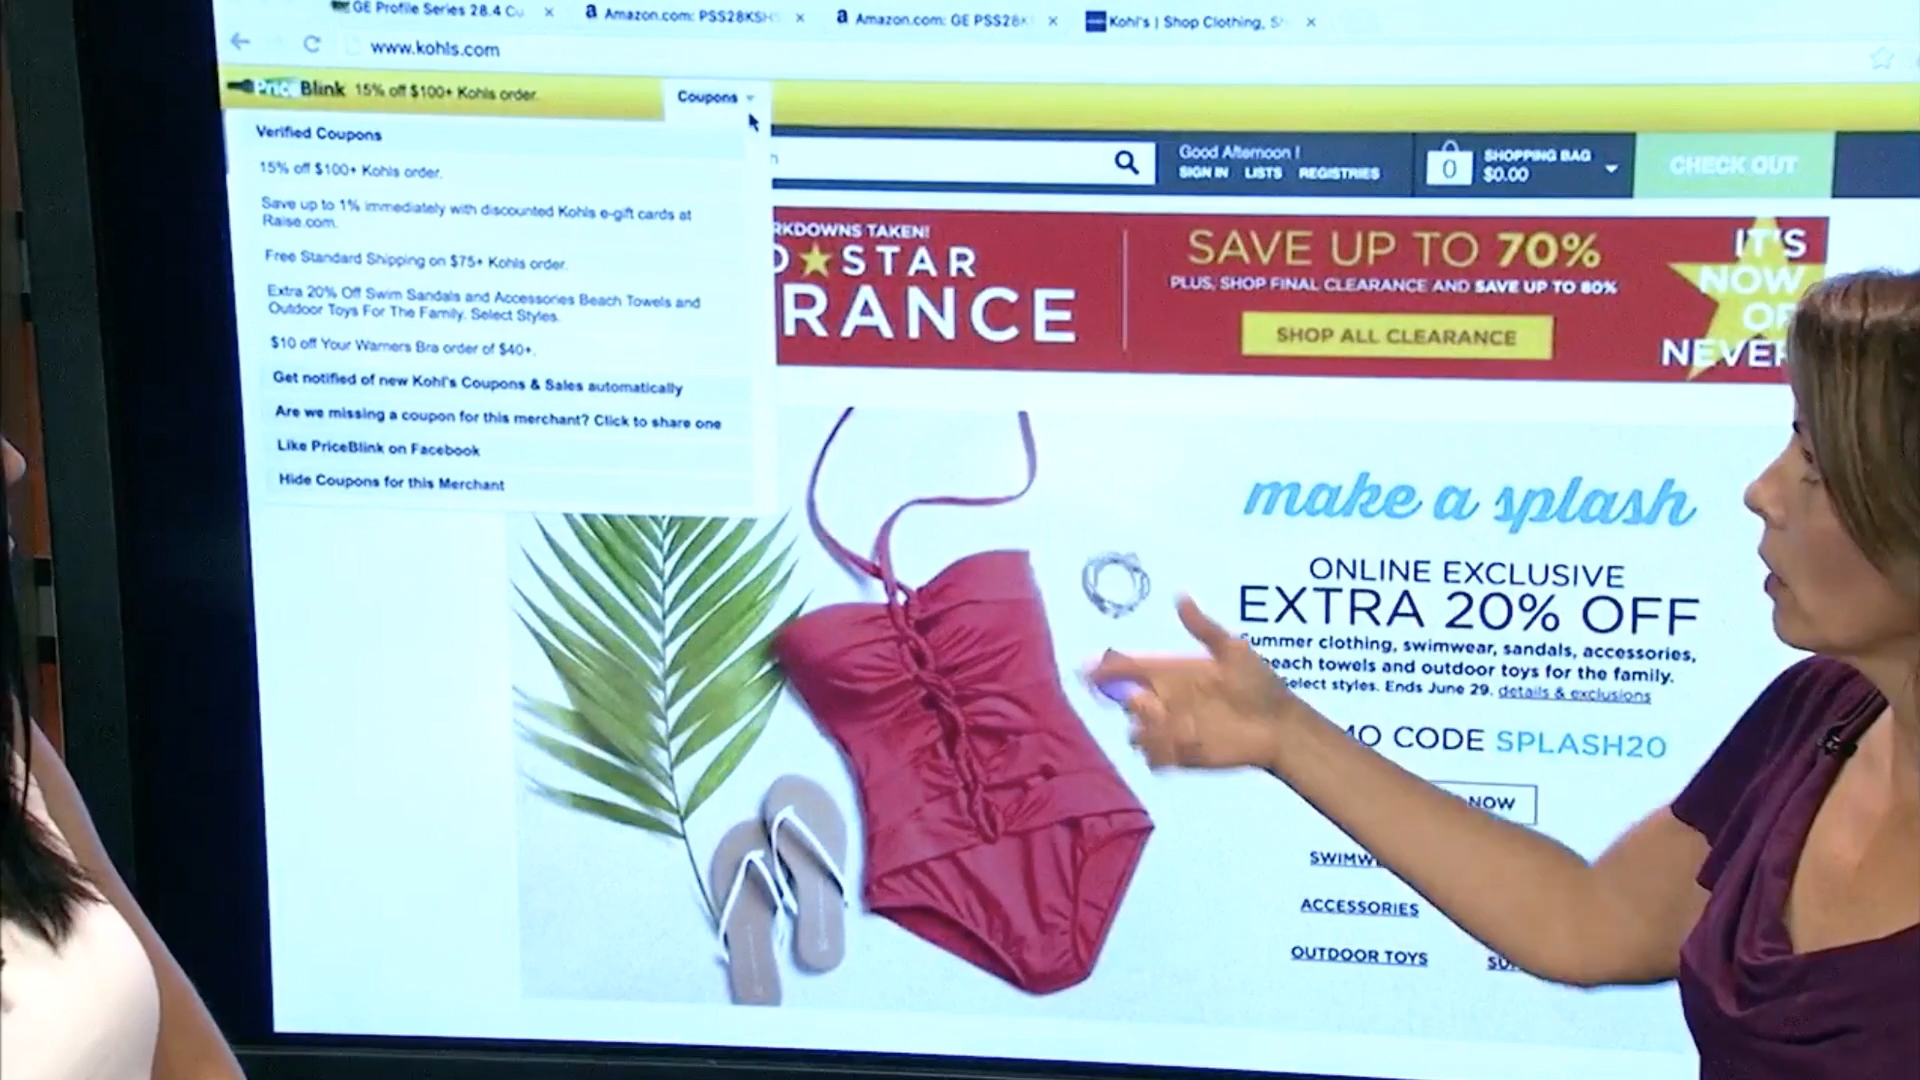 GE Profile Series 28.4 Cu
Amazon.com: PSS28KSH
Amazon.com: GE PSS28K
Kohl's | Shop Clothing, S
www.kohls.com
PriceBlink 15% off $100+ Kohls order.
Coupons
Verified Coupons
15% off $100+ Kohls order.
Save up to 1% immediately with discounted Kohls e-gift cards at
Raise.com.
Free Standard Shipping on $75+ Kohls order.
Extra 20% Off Swim Sandals and Accessories Beach Towels and
Outdoor Toys For The Family. Select Styles.
$10 off Your Warners Bra order of $40+.
Get notified of new Kohl's Coupons & Sales automatically
Are we missing a coupon for this merchant? Click to share one
Like PriceBlink on Facebook
Hide Coupons for this Merchant
Good Afternoon !
SIGN IN LISTS REGISTRIES
0
SHOPPING BAG
$0.00
CHECK OUT
RKDOWNS TAKEN!
STAR
RANCE
SAVE UP TO 70%
PLUS, SHOP FINAL CLEARANCE AND SAVE UP TO 80%
SHOP ALL CLEARANCE
IT'S
NOW
OR
NEVER
make a splash
ONLINE EXCLUSIVE
EXTRA 20% OFF
Summer clothing, swimwear, sandals, accessories,
beach towels and outdoor toys for the family.
Select styles. Ends June 29. details & exclusions
MO CODE SPLASH20
NOW
SWIMW
ACCESSORIES
OUTDOOR TOYS
SU